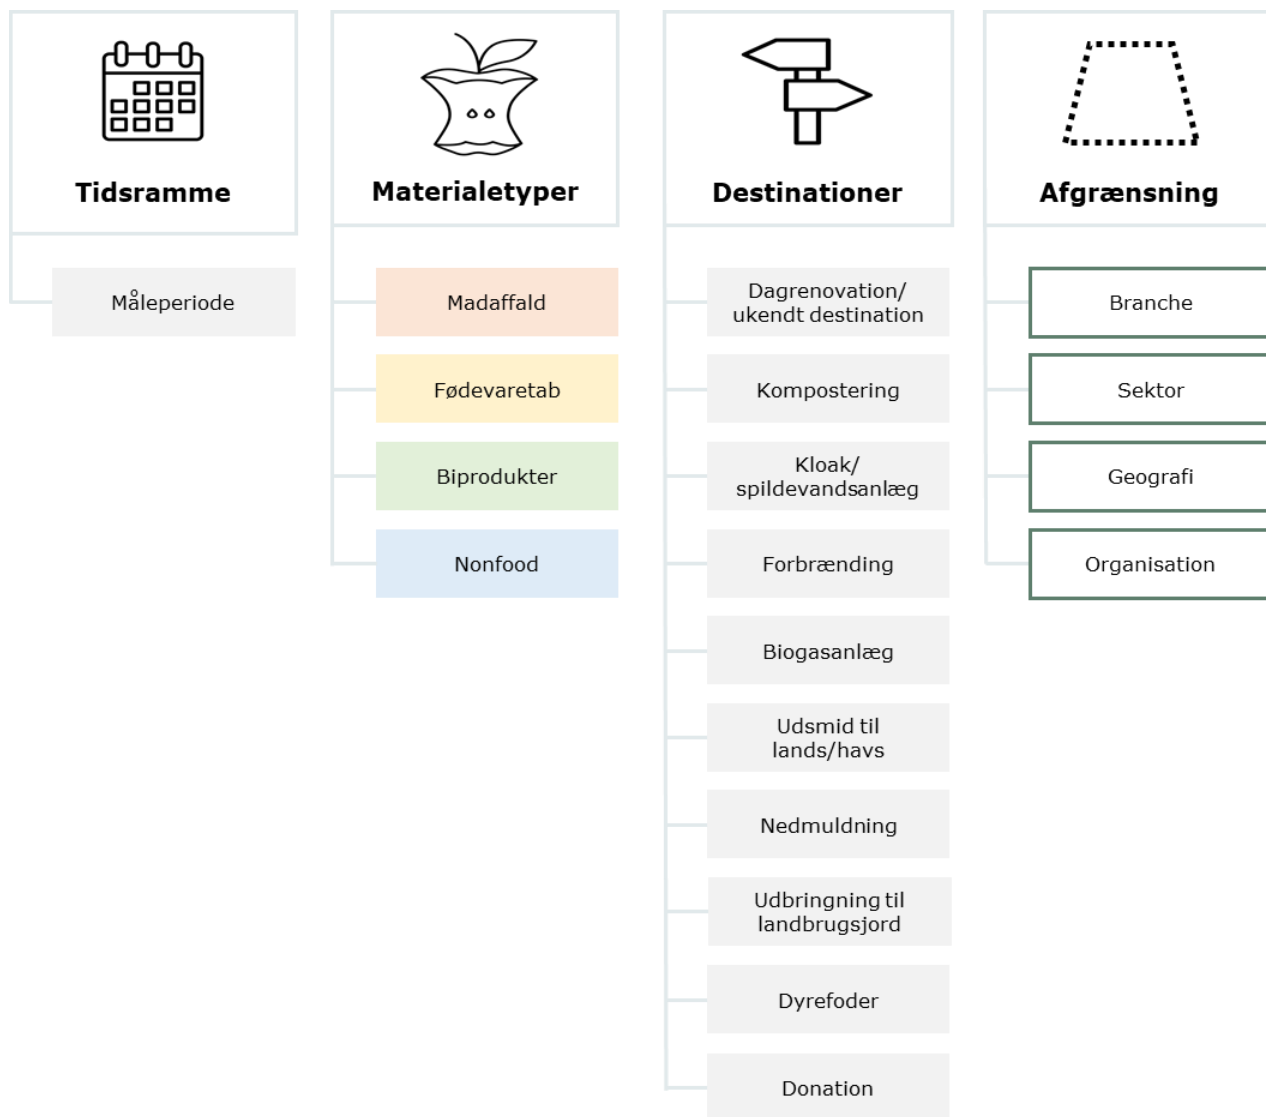 Tidsramme
Måleperiode
Materialetyper
Madaffald
Fødevaretab
Biprodukter
Nonfood
Destinationer
Dagrenovation/
ukendt destination
Kompostering
Kloak/
spildevandsanlæg
Forbrænding
Biogasanlæg
Udsmid til
lands/havs
Nedmuldning
Udbringning til
landbrugsjord
Dyrefoder
Donation
Afgrænsning
Branche
Sektor
Geografi
Organisation